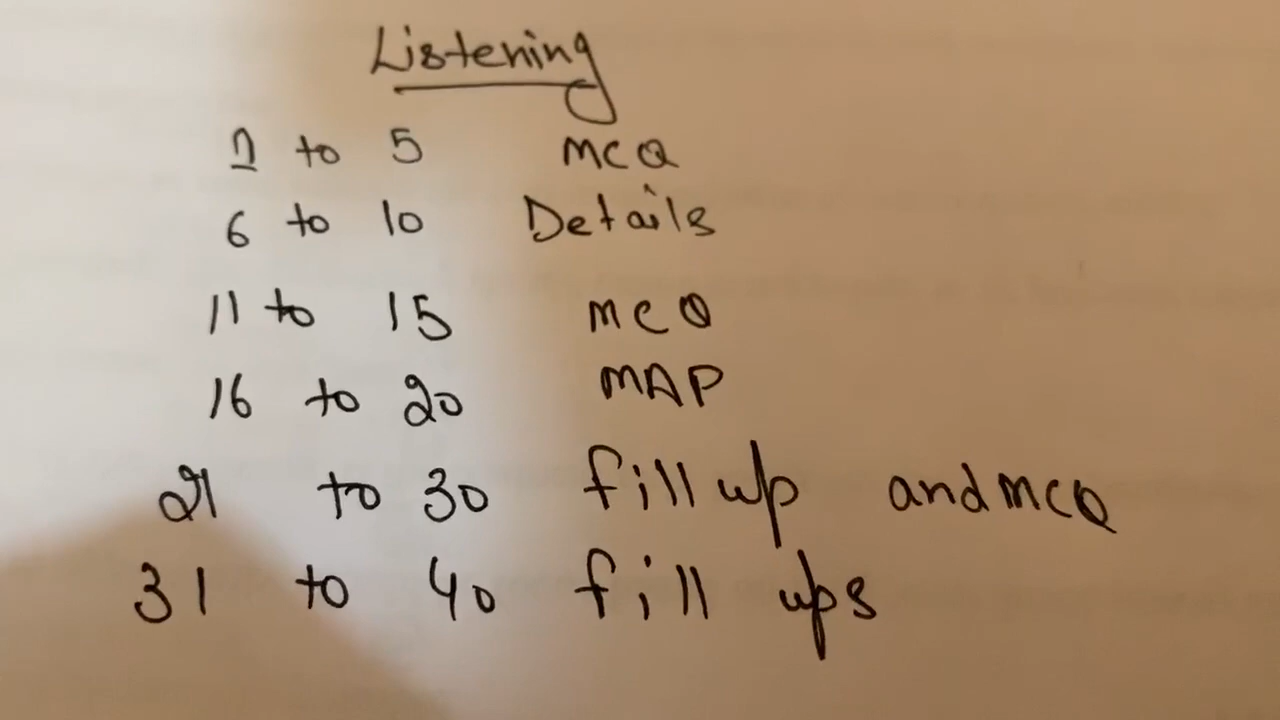 Listening
1 to 5 MCQ
6 to 10 Details
11 to 15 MCQ
16 to 20 MAP
21 to 30 fill up and MCQ
31 to 40 fill ups